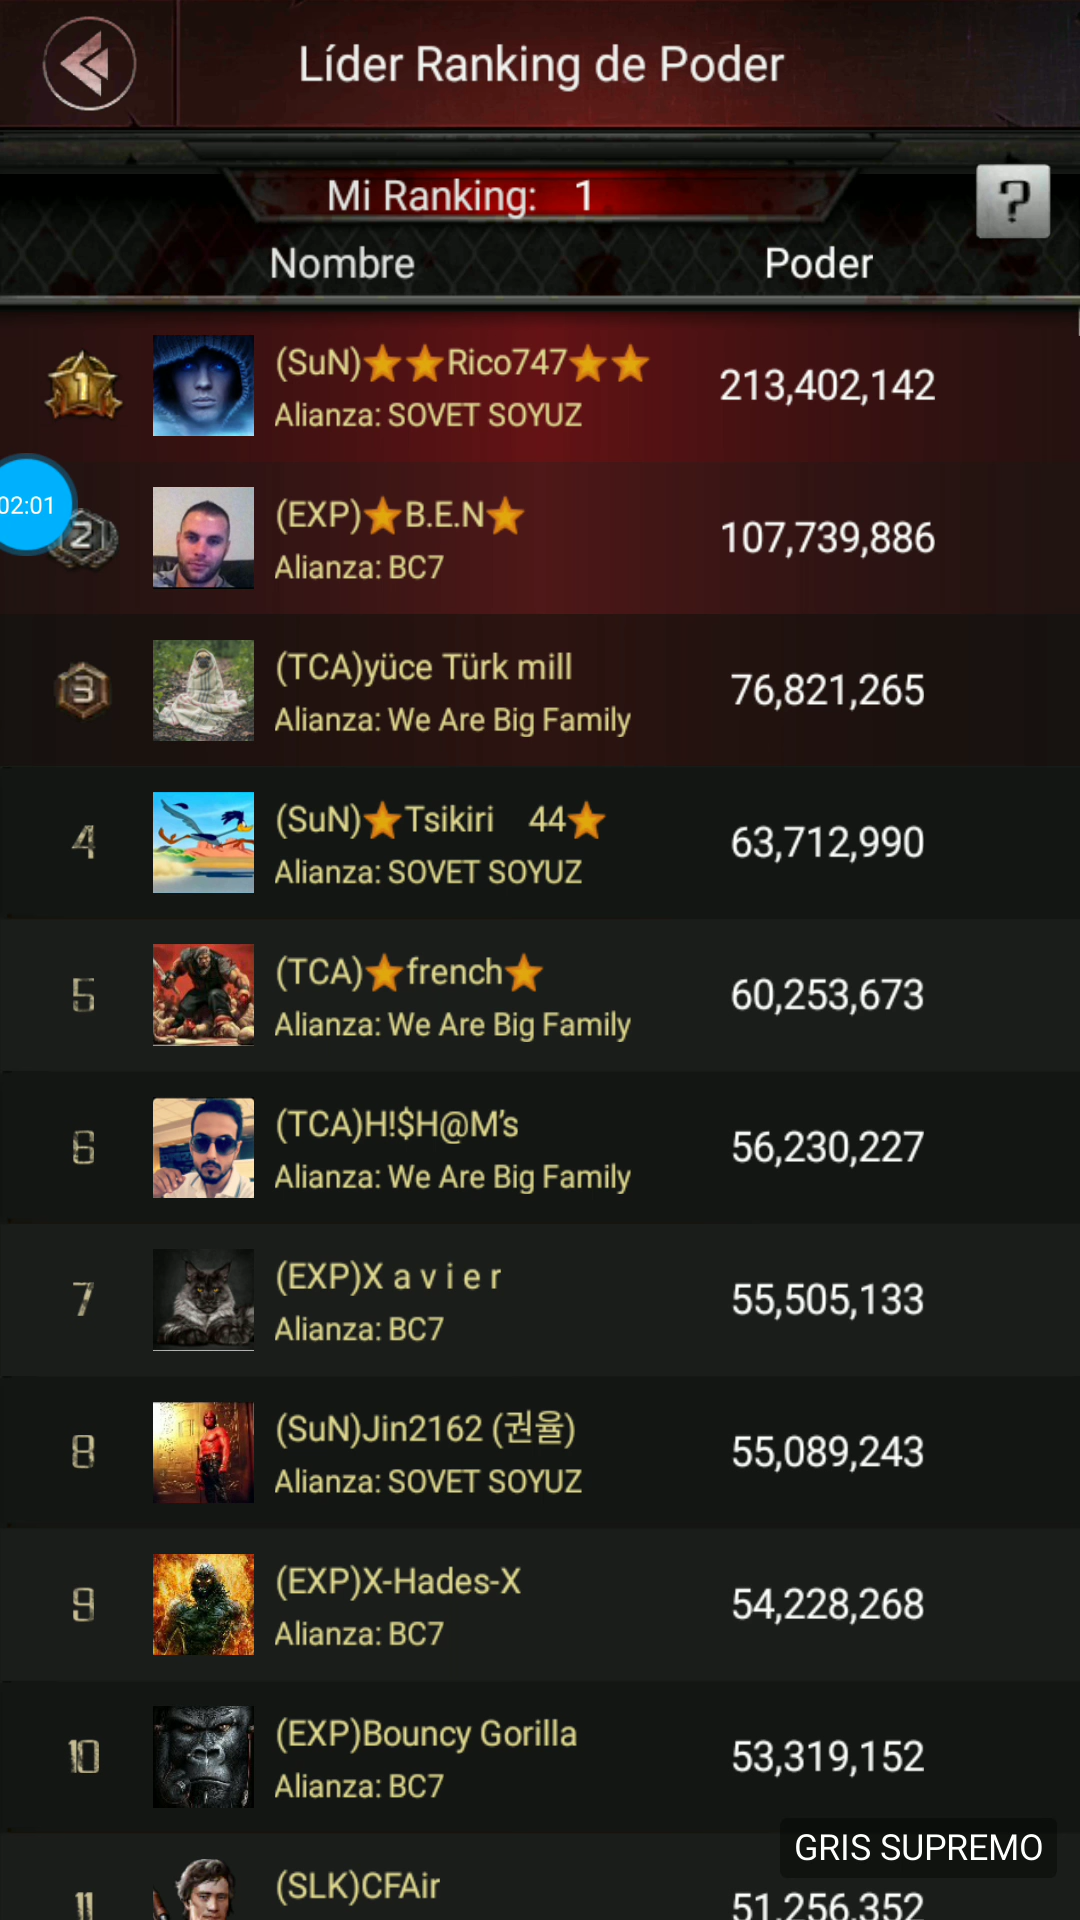 Líder Ranking de Poder
Mi Ranking: 1
?
Nombre Poder
1 (SuN)⭐⭐Rico747⭐⭐ 213,402,142
Alianza: SOVET SOYUZ
02:01
2 (EXP)⭐B.E.N⭐ 107,739,886
Alianza: BC7
3 (TCA)yüce Türk mill 76,821,265
Alianza: We Are Big Family
4 (SuN)⭐Tsikiri 44⭐ 63,712,990
Alianza: SOVET SOYUZ
5 (TCA)⭐french⭐ 60,253,673
Alianza: We Are Big Family
6 (TCA)H!$H@M’s 56,230,227
Alianza: We Are Big Family
7 (EXP)X a v i e r 55,505,133
Alianza: BC7
8 (SuN)Jin2162 (권율) 55,089,243
Alianza: SOVET SOYUZ
9 (EXP)X-Hades-X 54,228,268
Alianza: BC7
10 (EXP)Bouncy Gorilla 53,319,152
Alianza: BC7
GRIS SUPREMO
11 (SLK)CFAir 51,256,352